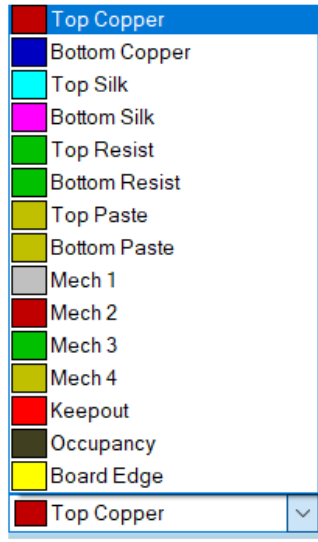 Top Copper
Bottom Copper
Top Silk
Bottom Silk
Top Resist
Bottom Resist
Top Paste
Bottom Paste
Mech 1
Mech 2
Mech 3
Mech 4
Keepout
Occupancy
Board Edge
Top Copper